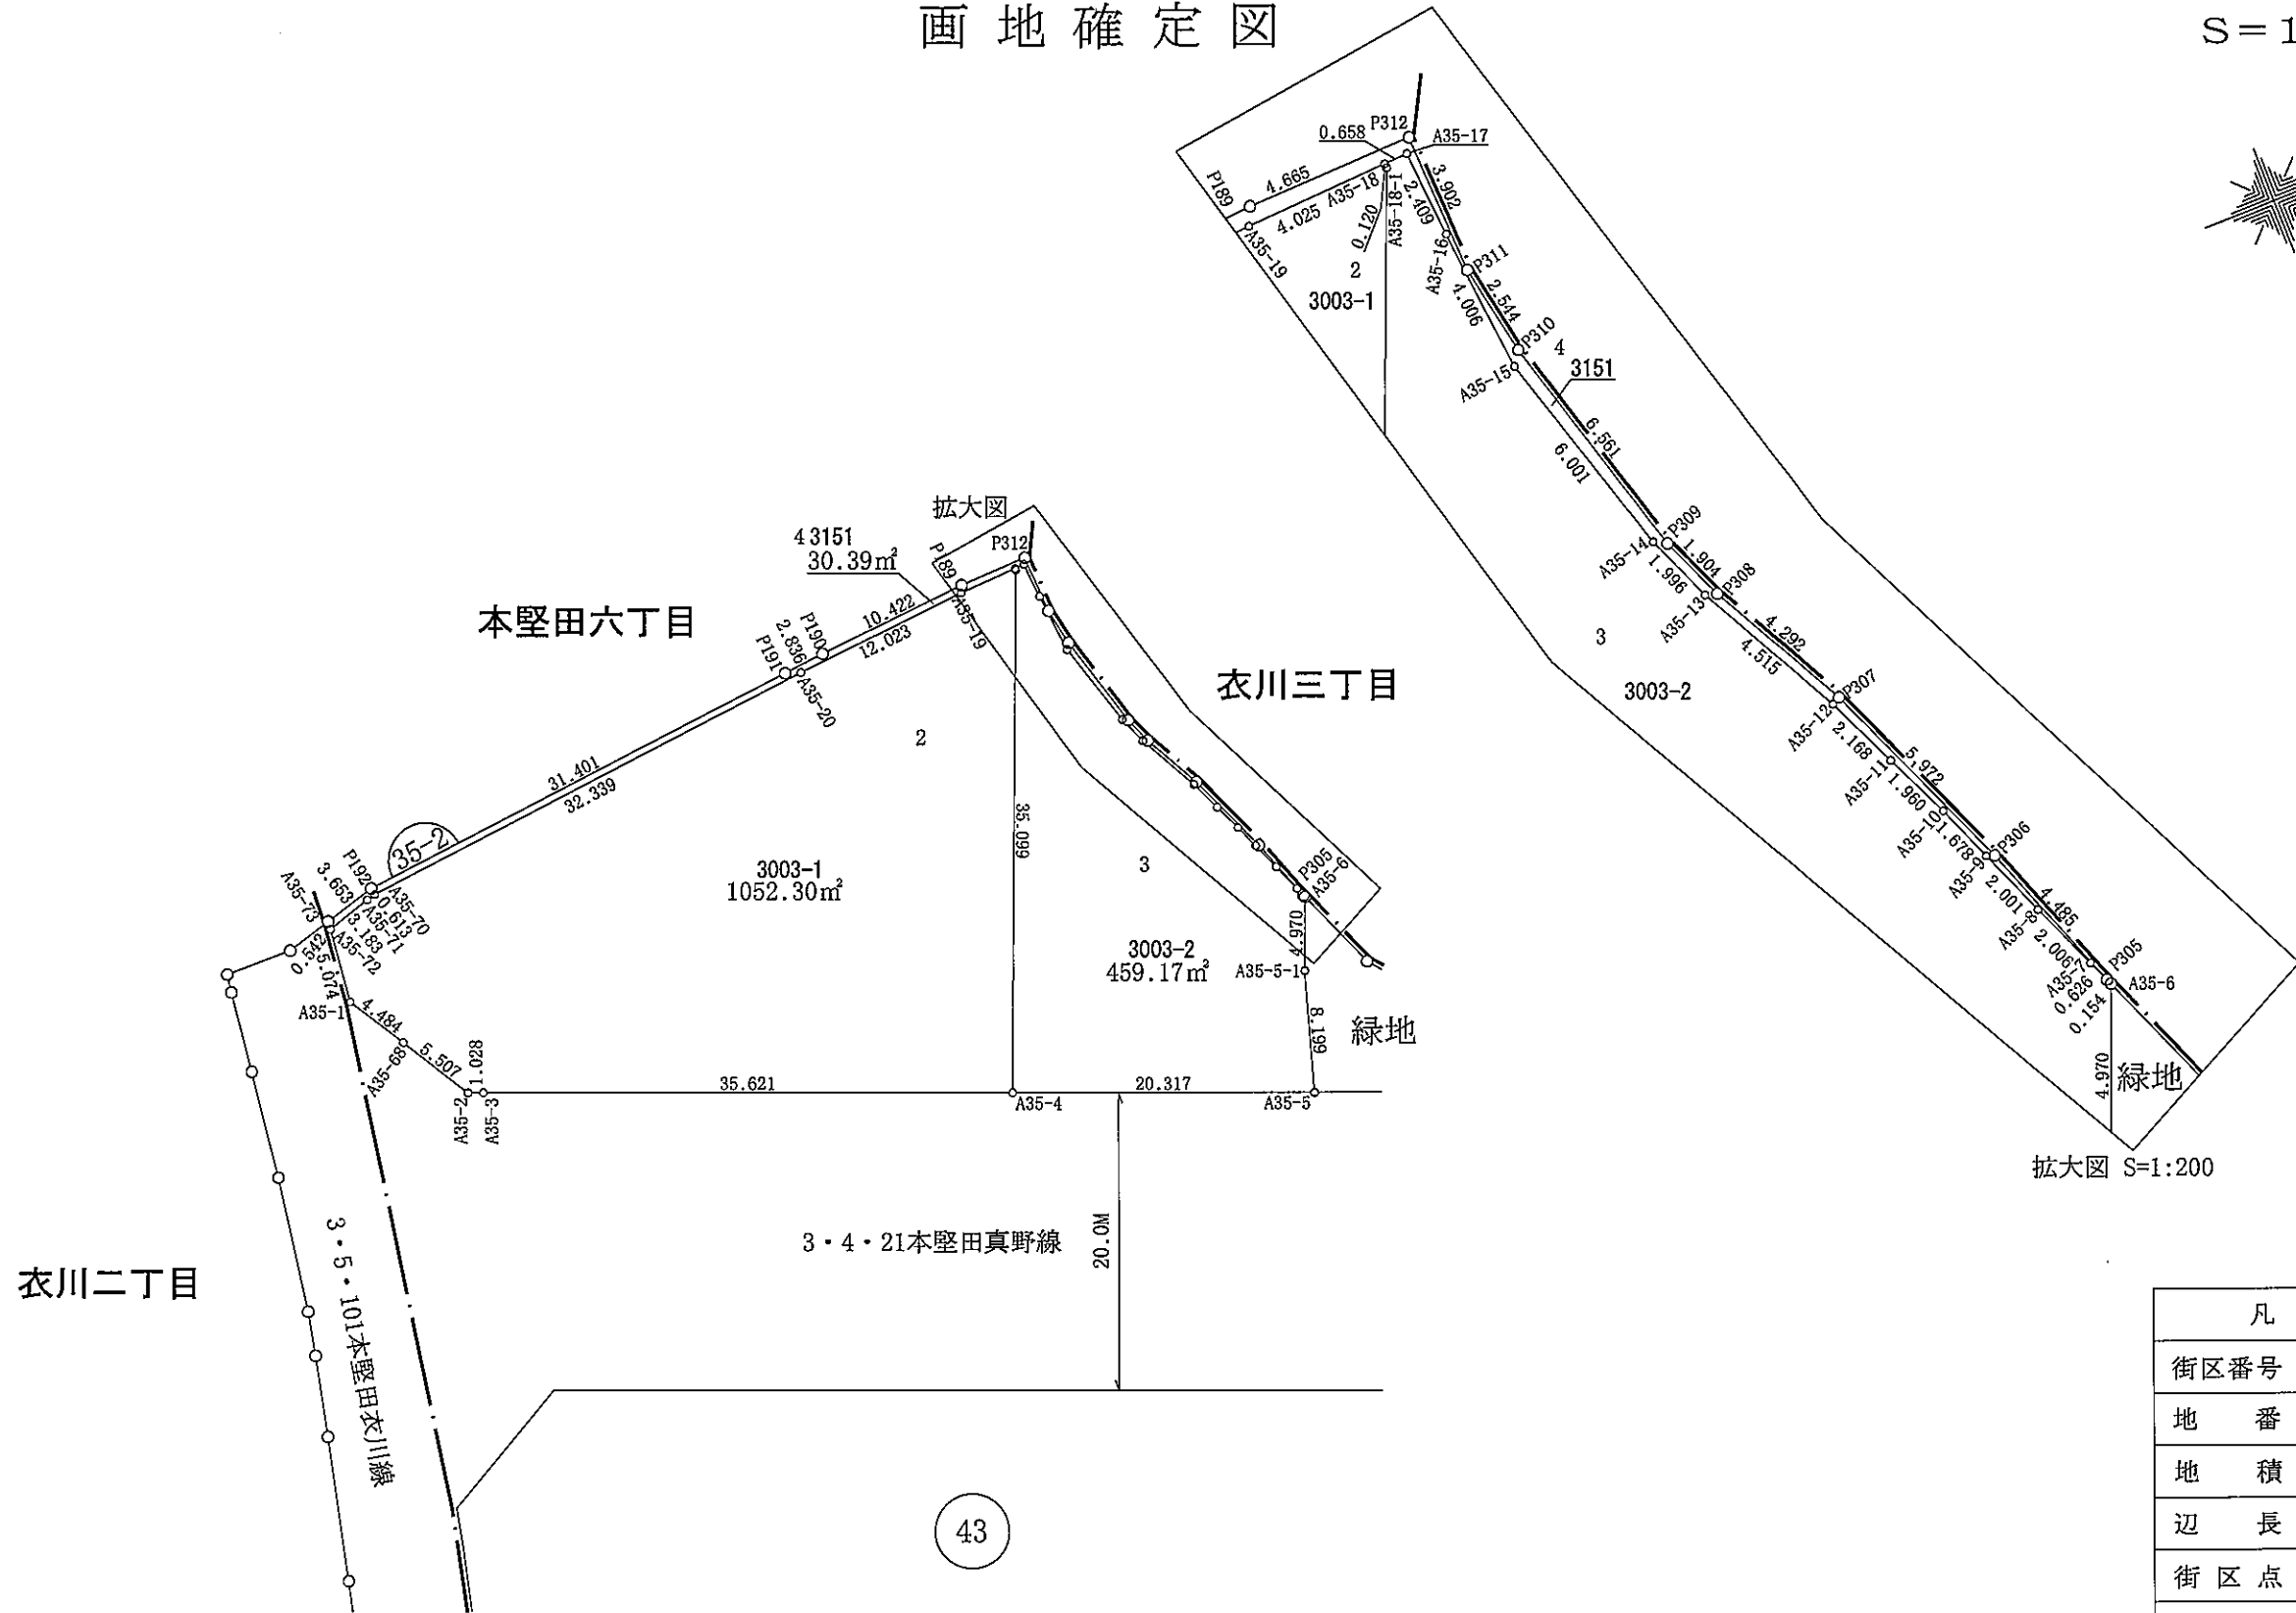 画地確定図
S=1
P312
0.658
A35-17
P189
4.665
A35-18
A35-18-1
3.902
2.409
4.025
0.120
A35-19
A35-16
P311
2
3003-1
4.006
2.544
P310
4
3151
A35-15
6.561
6.001
P309
A35-14
1.904
P308
1.996
A35-13
4.292
4.515
3
3003-2
P307
A35-12
2.168
5.972
A35-11
1.960
A35-10
1.678
P306
A35-9
2.001
4.485
A35-8
2.006
P305
A35-7
A35-6
0.626
0.154
4.970
緑地
拡大図 S=1:200
拡大図
4 3151
30.39㎡
P312
P189
本堅田六丁目
10.422
P190
2.836
P191
12.023
A35-19
A35-20
衣川三丁目
2
31.401
32.339
35-2
35.099
P192
3.653
A35-73
A35-70
0.613
A35-71
3.183
A35-72
0.542
5.074
3003-1
1052.30㎡
3
P305
A35-6
4.970
3003-2
459.17㎡
A35-5-1
A35-1
4.484
A35-68
5.507
1.028
8.199
緑地
A35-2
A35-3
35.621
A35-4
20.317
A35-5
3・4・21本堅田真野線
20.0M
衣川二丁目
3・5・101本堅田衣川線
43
凡
街区番号
地番
地積
辺長
街区点